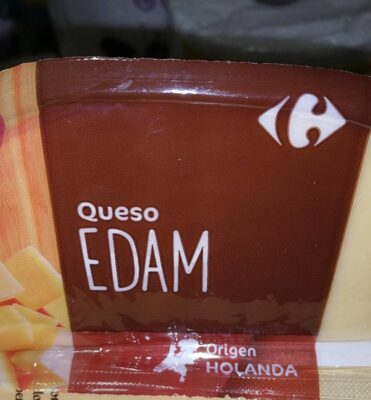 Queso
EDAM
Origen
HOLANDA